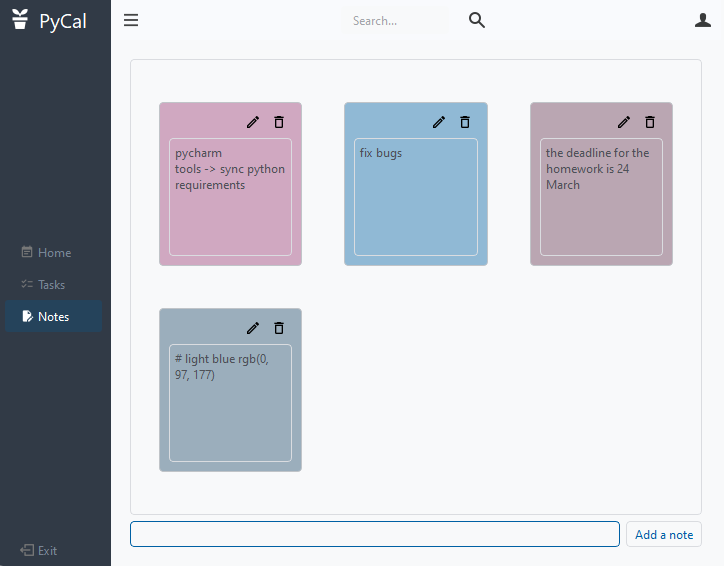 PyCal
Search...
Home
Tasks
Notes
Exit
pycharm
tools -> sync python
requirements
fix bugs
the deadline for the
homework is 24
March
# light blue rgb(0,
97, 177)
Add a note